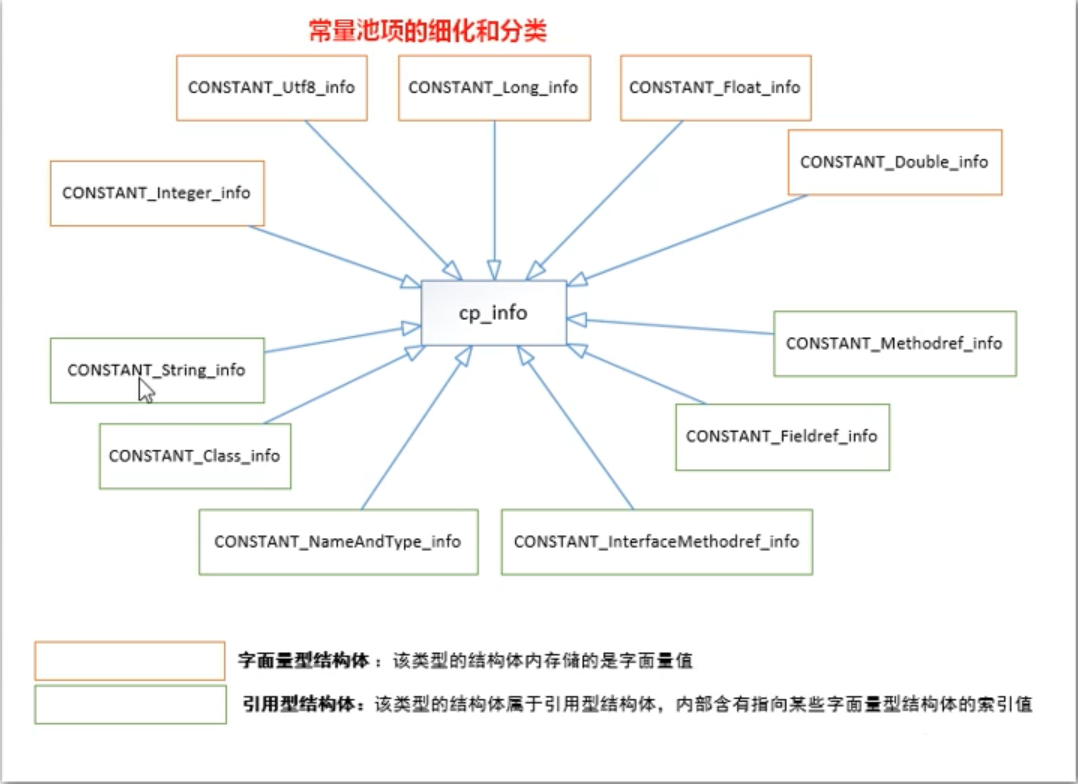 常量池项的细化和分类
CONSTANT_Utf8_info
CONSTANT_Long_info
CONSTANT_Float_info
CONSTANT_Double_info
CONSTANT_Integer_info
cp_info
CONSTANT_Methodref_info
CONSTANT_String_info
CONSTANT_Fieldref_info
CONSTANT_Class_info
CONSTANT_NameAndType_info
CONSTANT_InterfaceMethodref_info
字面量型结构体：该类型的结构体内存储的是字面量值
引用型结构体：该类型的结构体属于引用型结构体，内部含有指向某些字面量型结构体的索引值